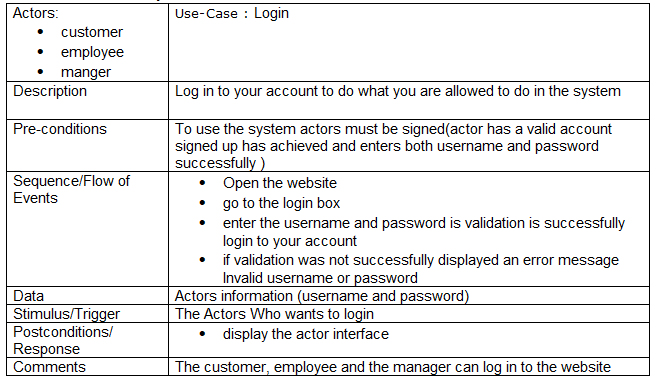 Actors:
• customer
• employee
• manger
Use-Case : Login
Description
Log in to your account to do what you are allowed to do in the system
Pre-conditions
To use the system actors must be signed(actor has a valid account
signed up has achieved and enters both username and password
successfully )
Sequence/Flow of
Events
• Open the website
• go to the login box
• enter the username and password is validation is successfully
login to your account
• if validation was not successfully displayed an error message
Invalid username or password
Data
Actors information (username and password)
Stimulus/Trigger
The Actors Who wants to login
Postconditions/
Response
• display the actor interface
Comments
The customer, employee and the manager can log in to the website